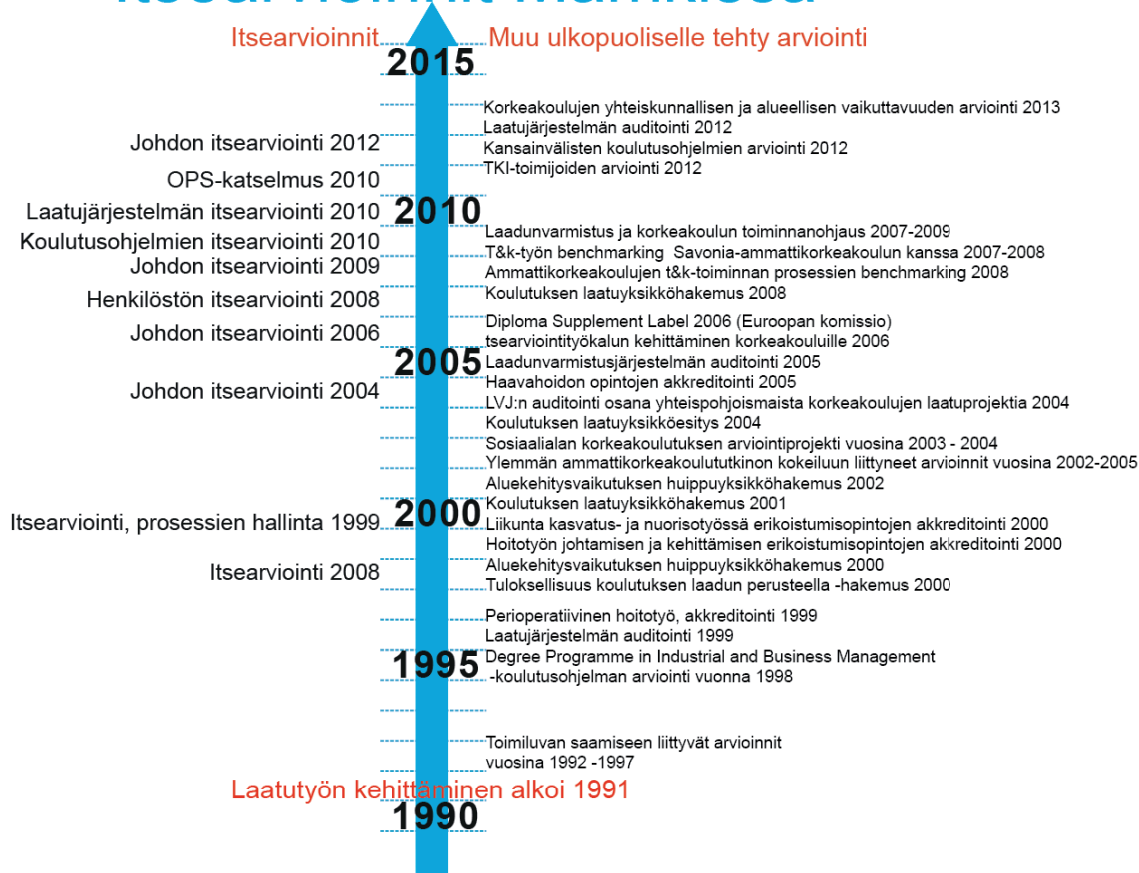 Itsearvioinnit
Muu ulkopuoliselle tehty arviointi
2015
Korkeakoulujen yhteiskunnallisen ja alueellisen vaikuttavuuden arviointi 2013
Laatujärjestelmän auditointi 2012
Johdon itsearviointi 2012
Kansainvälisten koulutusohjelmien arviointi 2012
TKI-toimijoiden arviointi 2012
OPS-katselmus 2010
Laatujärjestelmän itsearviointi 2010
2010
Laadunvarmistus ja korkeakoulun toiminnanohjaus 2007-2009
Koulutusohjelmien itsearviointi 2010
T&k-työn benchmarking Savonia-ammattikorkeakoulun kanssa 2007-2008
Johdon itsearviointi 2009
Ammattikorkeakoulujen t&k-toiminnan prosessien benchmarking 2008
Henkilöstön itsearviointi 2008
Koulutuksen laatuyksikköhakemus 2008
Diploma Supplement Label 2006 (Euroopan komissio)
Johdon itsearviointi 2006
tsearviointityökalun kehittäminen korkeakouluille 2006
2005
Laadunvarmistusjärjestelmän auditointi 2005
Haavahoidon opintojen akkreditointi 2005
Johdon itsearviointi 2004
LVJ:n auditointi osana yhteispohjoismaista korkeakoulujen laatuprojektia 2004
Koulutuksen laatuyksikköesitys 2004
Sosiaalialan korkeakoulutuksen arviointiprojekti vuosina 2003 - 2004
Ylemmän ammattikorkeakoulututkinon kokeiluun liittyneet arvioinnit vuosina 2002-2005
Aluekehitysvaikutuksen huippuyksikköhakemus 2002
Koulutuksen laatuyksikköhakemus 2001
2000
Itsearviointi, prosessien hallinta 1999
Liikunta kasvatus- ja nuorisotyössä erikoistumisopintojen akkreditointi 2000
Hoitotyön johtamisen ja kehittämisen erikoistumisopintojen akkreditointi 2000
Aluekehitysvaikutuksen huippuyksikköhakemus 2000
Itsearviointi 2008
Tuloksellisuus koulutuksen laadun perusteella -hakemus 2000
Perioperatiivinen hoitotyö, akkreditointi 1999
Laatujärjestelmän auditointi 1999
1995
Degree Programme in Industrial and Business Management
-koulutusohjelman arviointi vuonna 1998
Toimiluvan saamiseen liittyvät arvioinnit
vuosina 1992 -1997
Laatutyön kehittäminen alkoi 1991
1990